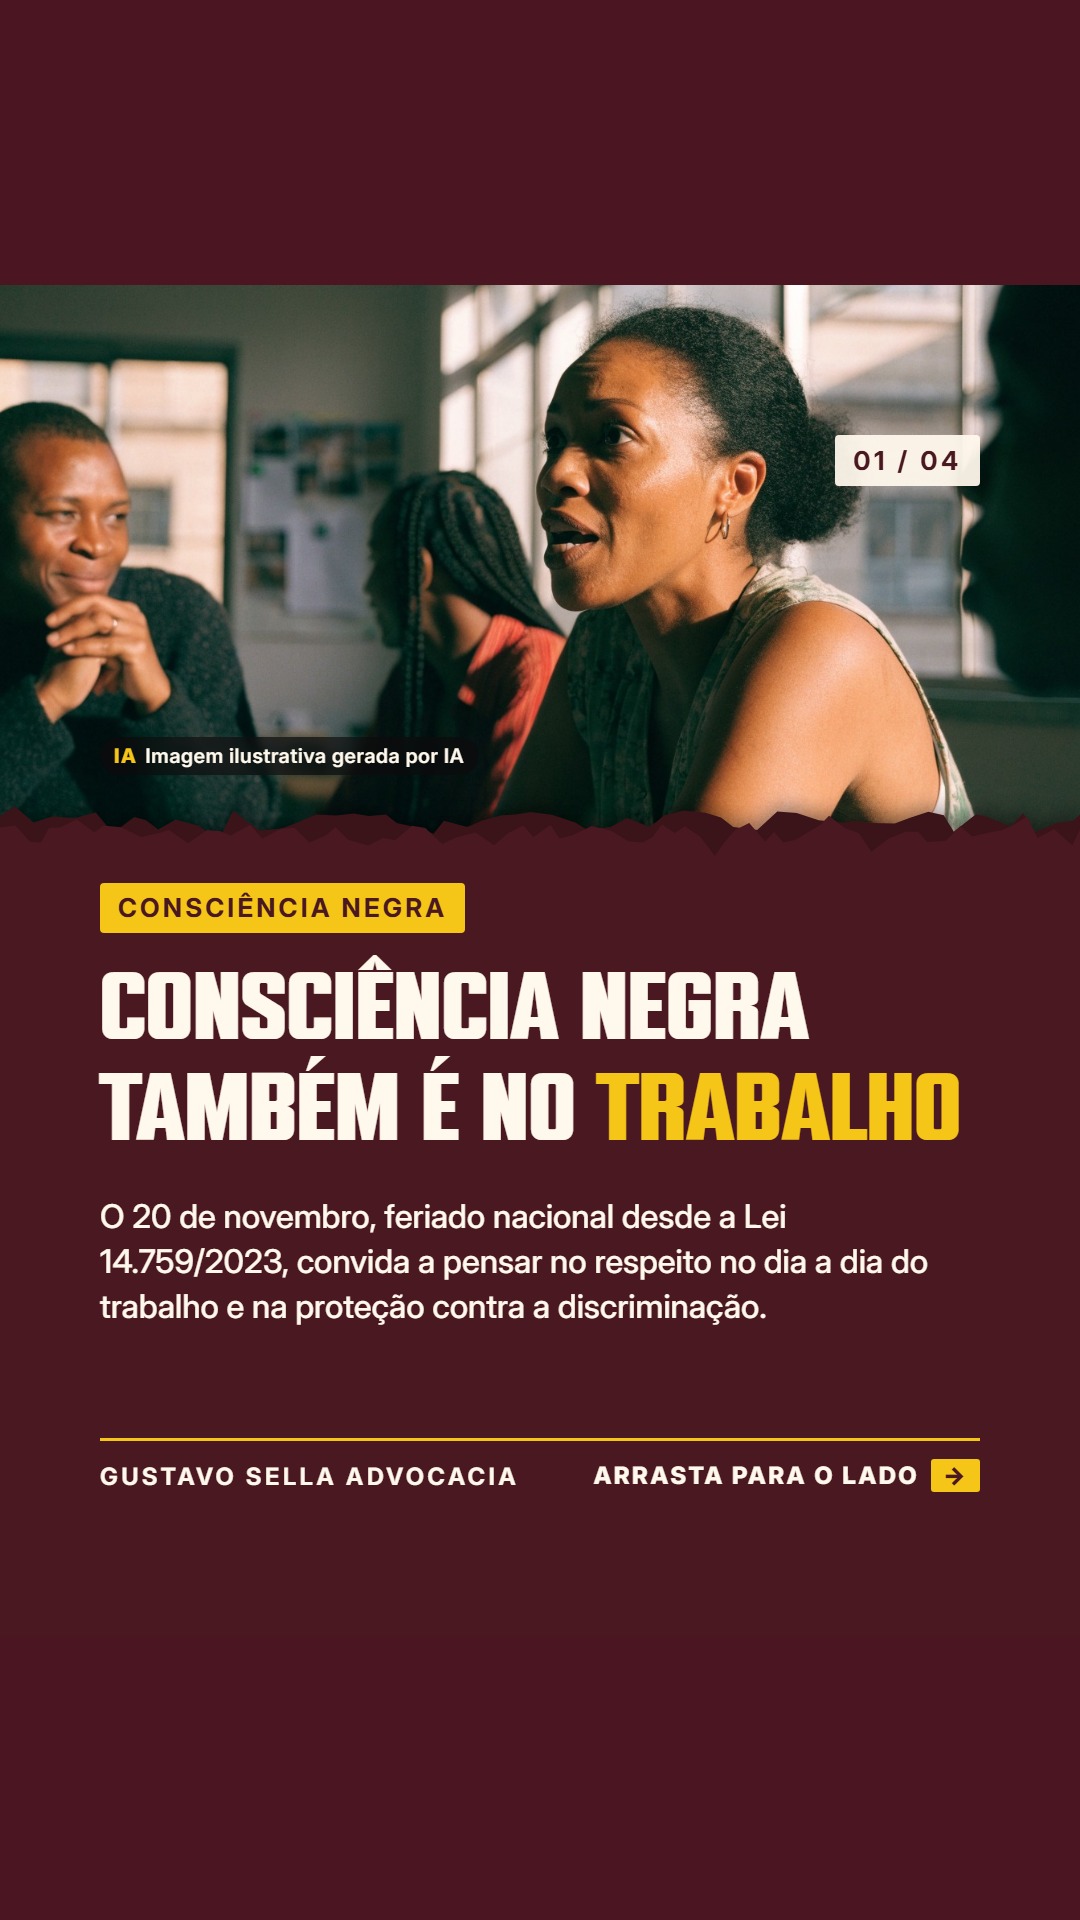 01 / 04
IA Imagem ilustrativa gerada por IA
CONSCIÊNCIA NEGRA
CONSCIÊNCIA NEGRA
TAMBÉM É NO TRABALHO
O 20 de novembro, feriado nacional desde a Lei
14.759/2023, convida a pensar no respeito no dia a dia do
trabalho e na proteção contra a discriminação.
GUSTAVO SELLA ADVOCACIA
ARRASTA PARA O LADO →